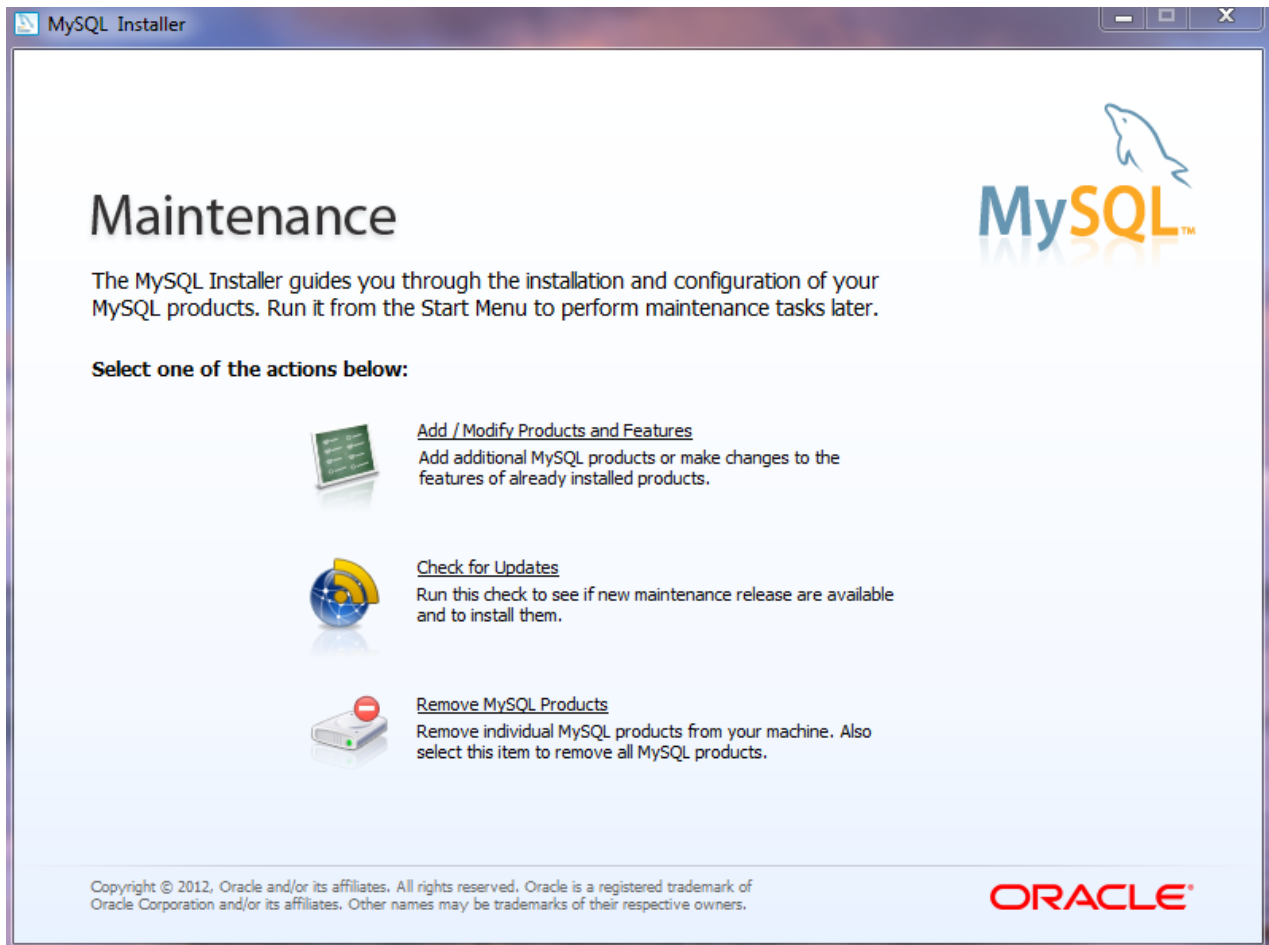 MySQL Installer
MySQL™
Maintenance
The MySQL Installer guides you through the installation and configuration of your
MySQL products. Run it from the Start Menu to perform maintenance tasks later.
Select one of the actions below:
Add / Modify Products and Features
Add additional MySQL products or make changes to the
features of already installed products.
Check for Updates
Run this check to see if new maintenance release are available
and to install them.
Remove MySQL Products
Remove individual MySQL products from your machine. Also
select this item to remove all MySQL products.
Copyright © 2012, Oracle and/or its affiliates. All rights reserved. Oracle is a registered trademark of
Oracle Corporation and/or its affiliates. Other names may be trademarks of their respective owners.
ORACLE®